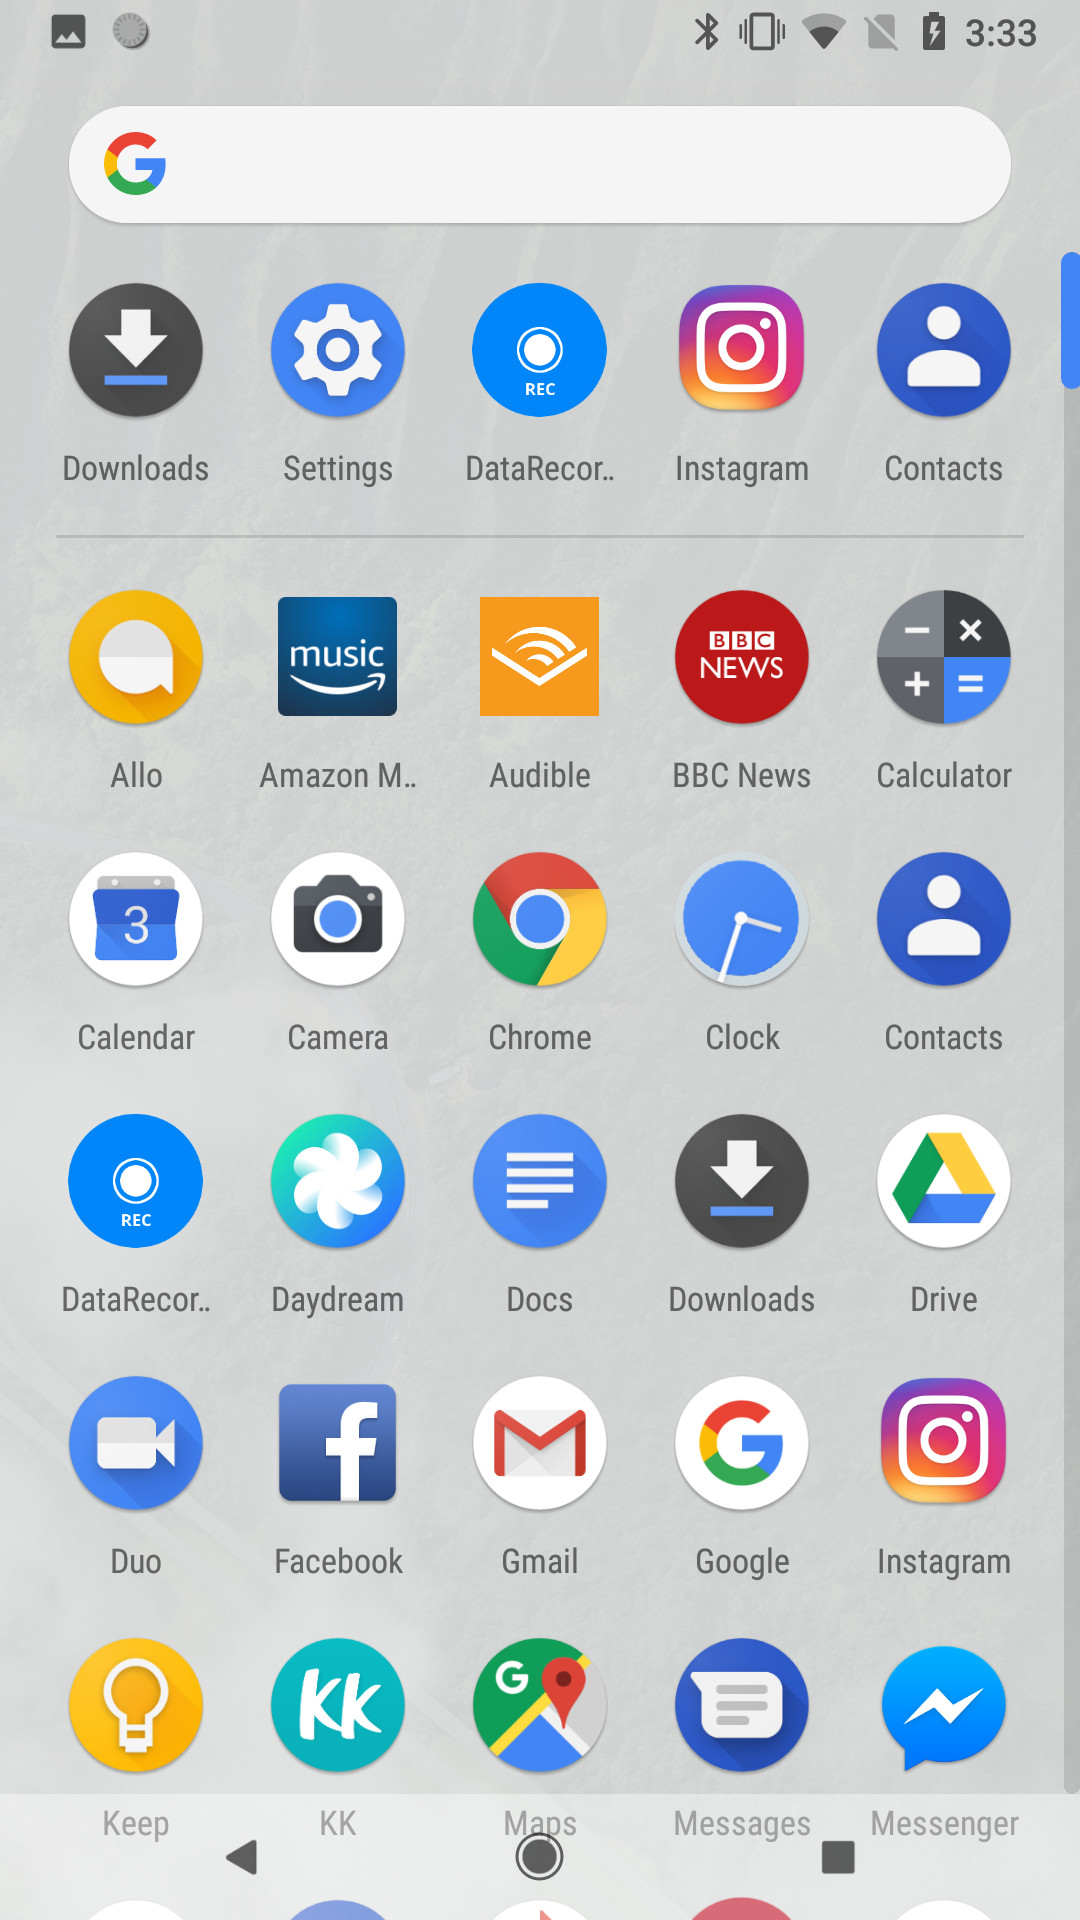 3:33
REC
Downloads Settings DataRecor.. Instagram Contacts
music
BBC
NEWS
Allo Amazon M.. Audible BBC News Calculator
3
Calendar Camera Chrome Clock Contacts
REC
DataRecor.. Daydream Docs Downloads Drive
Duo Facebook Gmail Google Instagram
KK
G
Keep KK Maps Messages Messenger